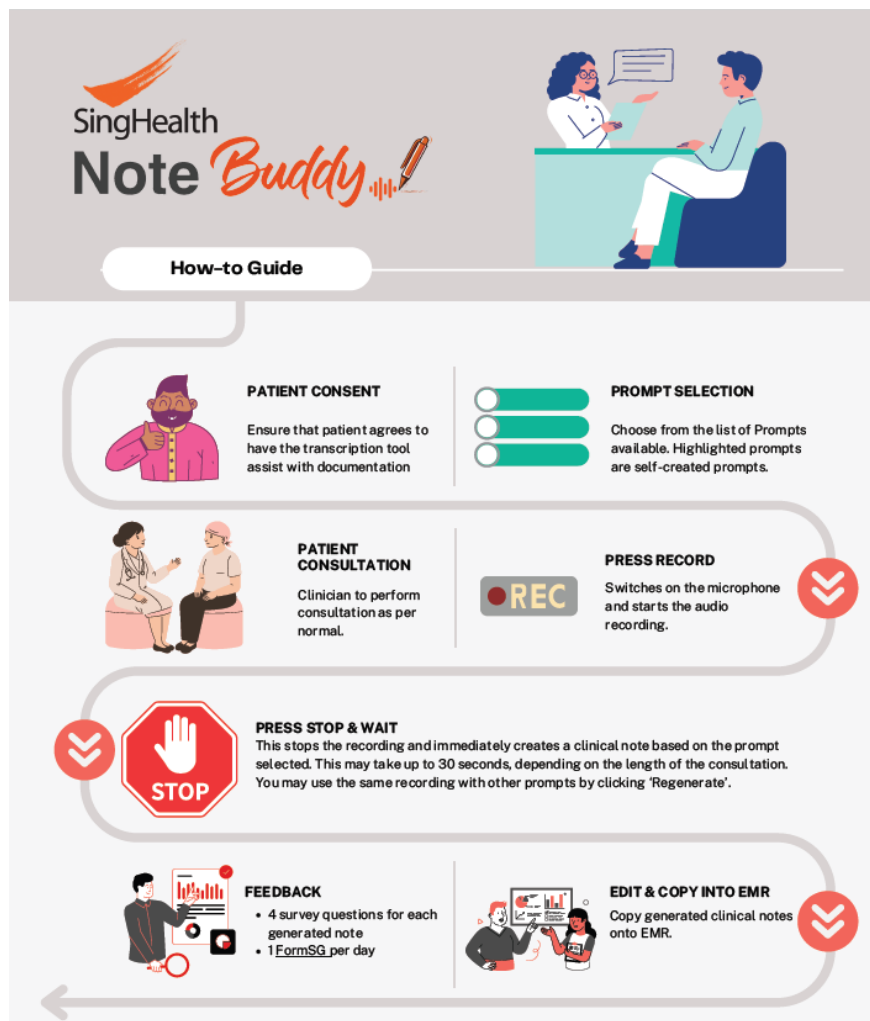 SingHealth
Note Buddy
How-to Guide
PATIENT CONSENT
Ensure that patient agrees to
have the transcription tool
assist with documentation
PROMPT SELECTION
Choose from the list of Prompts
available. Highlighted prompts
are self-created prompts.
PRESS RECORD
Switches on the microphone
and starts the audio
recording.
REC
PATIENT
CONSULTATION
Clinician to perform
consultation as per
normal.
STOP
PRESS STOP & WAIT
This stops the recording and immediately creates a clinical note based on the prompt
selected. This may take up to 30 seconds, depending on the length of the consultation.
You may use the same recording with other prompts by clicking ‘Regenerate’.
EDIT & COPY INTO EMR
Copy generated clinical notes
onto EMR.
FEEDBACK
• 4 survey questions for each
generated note
• 1 FormSG per day